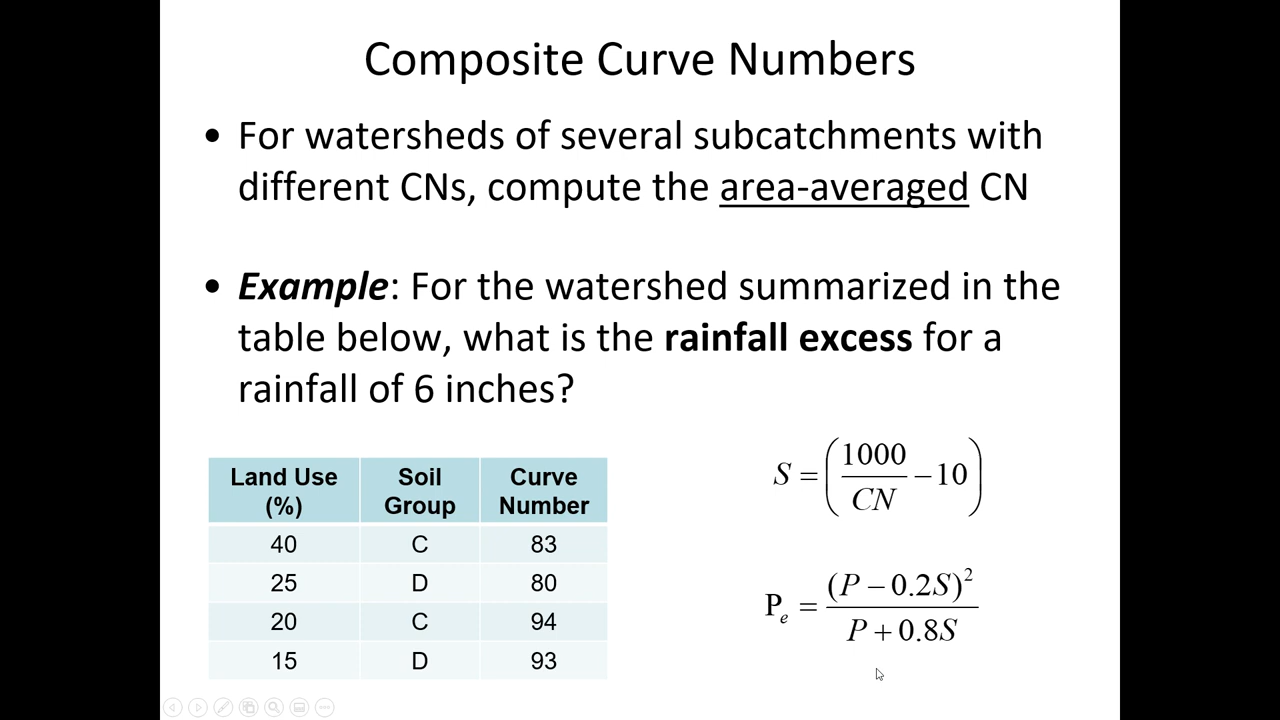 Composite Curve Numbers
• For watersheds of several subcatchments with
different CNs, compute the area-averaged CN
• Example: For the watershed summarized in the
table below, what is the rainfall excess for a
rainfall of 6 inches?
Land Use (%) Soil Group Curve Number
40 C 83
25 D 80
20 C 94
15 D 93
S = (1000/CN − 10)
Pₑ = (P − 0.2S)² / P + 0.8S